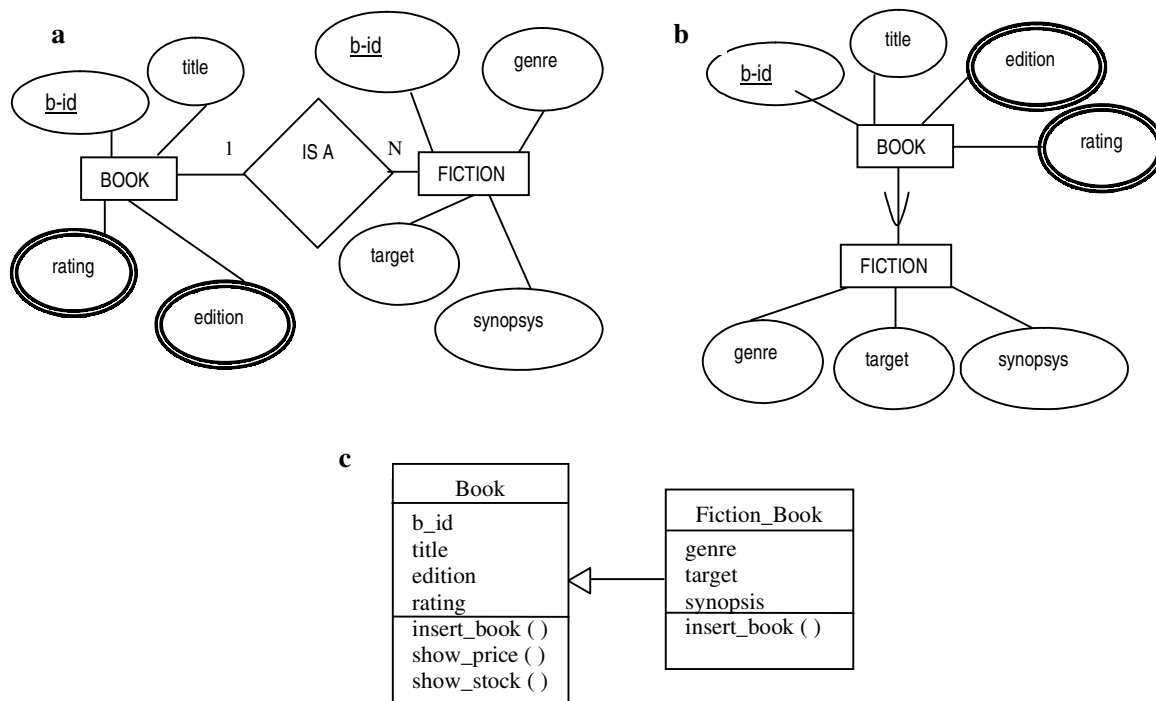 a
b-id
title
b-id
genre
1
IS A
N
BOOK
FICTION
rating
edition
target
synopsys
b
b-id
title
edition
BOOK
rating
FICTION
genre
target
synopsys
c
Book
b_id
title
edition
rating
insert_book ( )
show_price ( )
show_stock ( )
Fiction_Book
genre
target
synopsis
insert_book ( )